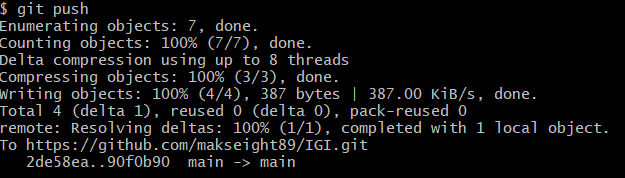 $ git push
Enumerating objects: 7, done.
Counting objects: 100% (7/7), done.
Delta compression using up to 8 threads
Compressing objects: 100% (3/3), done.
Writing objects: 100% (4/4), 387 bytes | 387.00 KiB/s, done.
Total 4 (delta 1), reused 0 (delta 0), pack-reused 0
remote: Resolving deltas: 100% (1/1), completed with 1 local object.
To https://github.com/makseight89/IGI.git
   2de58ea..90f0b90  main -> main